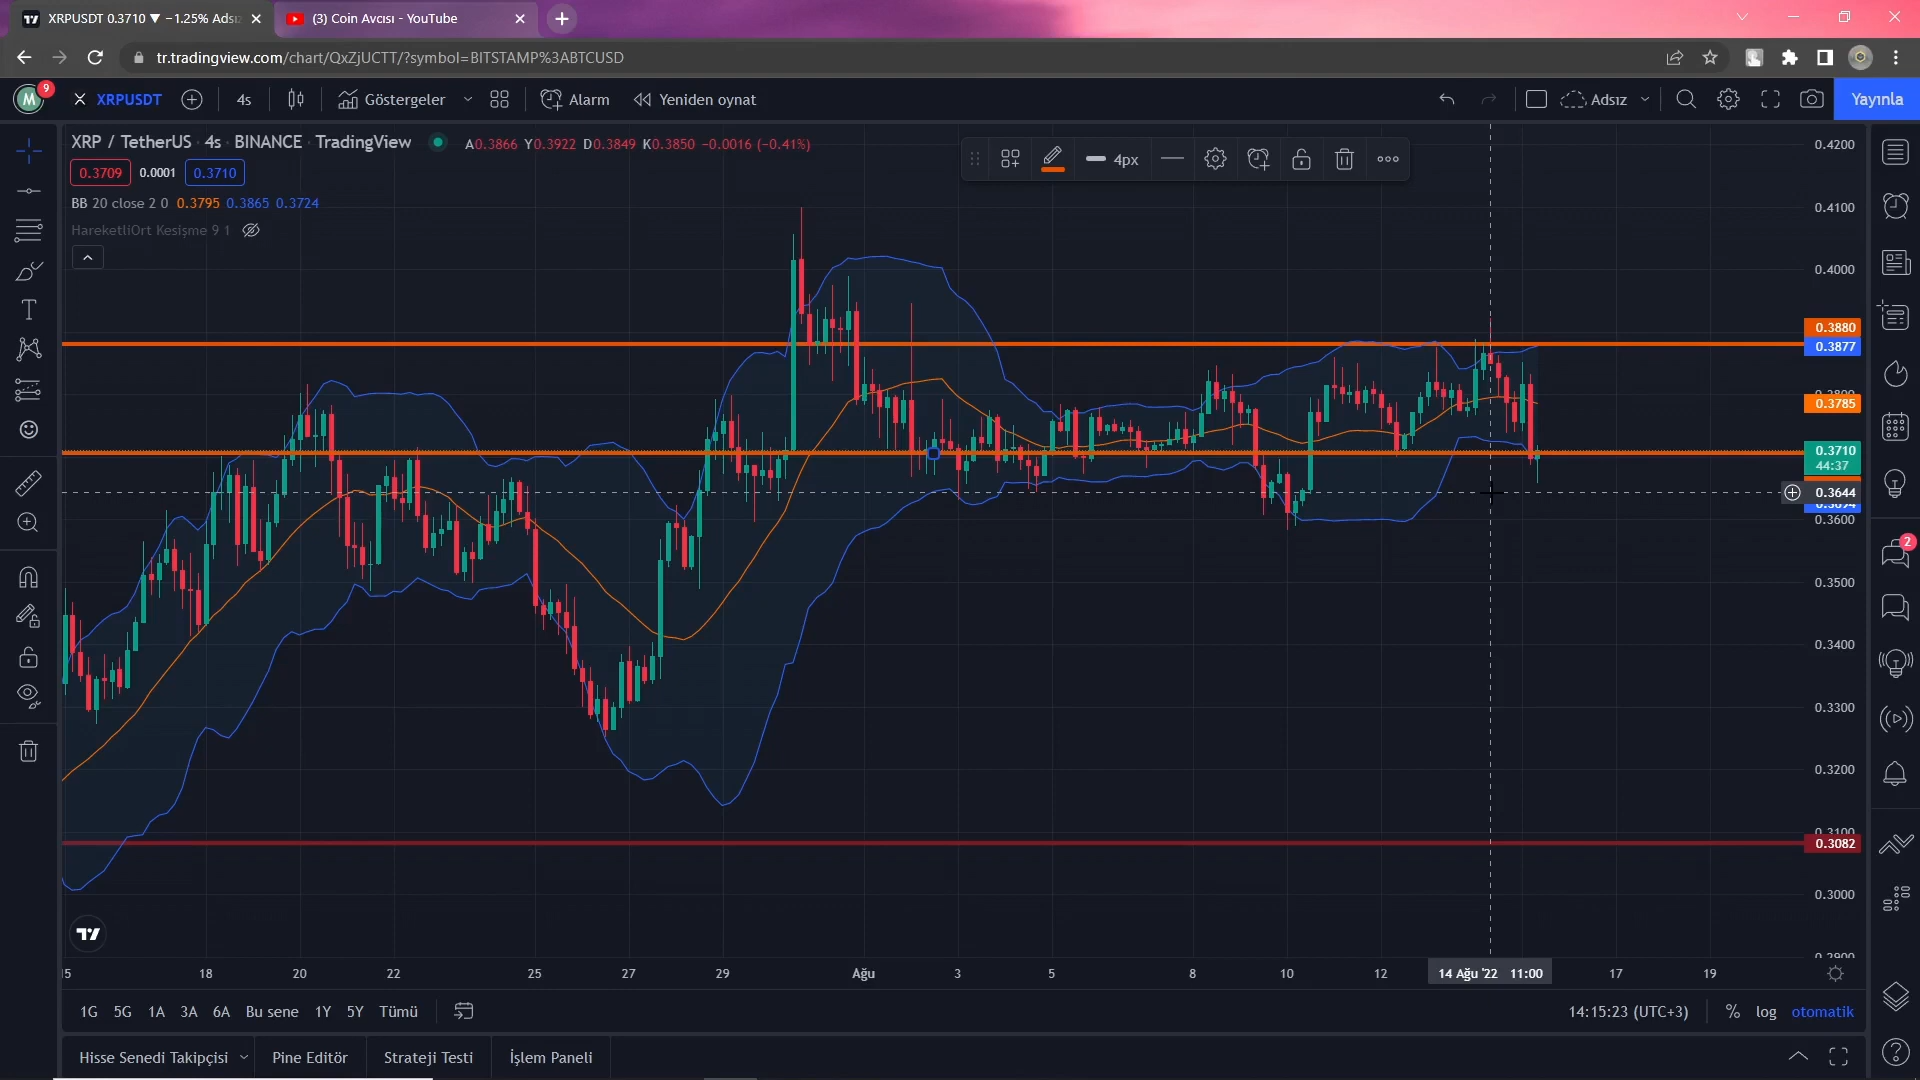 XRPUSDT 0.3710 ▼ −1.25% Adsız
(3) Coin Avcısı - YouTube
tr.tradingview.com/chart/QxZjUCTT/?symbol=BITSTAMP%3ABTCUSD
M
9
XRPUSDT
4s
Göstergeler
Alarm
Yeniden oynat
Adsız
Yayınla
XRP / TetherUS · 4s · BINANCE · TradingView
A0.3866 Y0.3922 D0.3849 K0.3850 −0.0016 (−0.41%)
0.3709
0.0001
0.3710
BB 20 close 2 0 0.3795 0.3865 0.3724
HareketliOrt Kesişme 9 1
4px
0.4200
0.4100
0.4000
0.3880
0.3877
0.3785
0.3710
44:37
0.3644
0.3600
0.3500
0.3400
0.3300
0.3200
0.3100
0.3082
0.3000
2
15
18
20
22
25
27
29
Ağu
3
5
8
10
12
14 Ağu '22 11:00
17
19
1G
5G
1A
3A
6A
Bu sene
1Y
5Y
Tümü
14:15:23 (UTC+3)
%
log
otomatik
Hisse Senedi Takipçisi
Pine Editör
Strateji Testi
İşlem Paneli